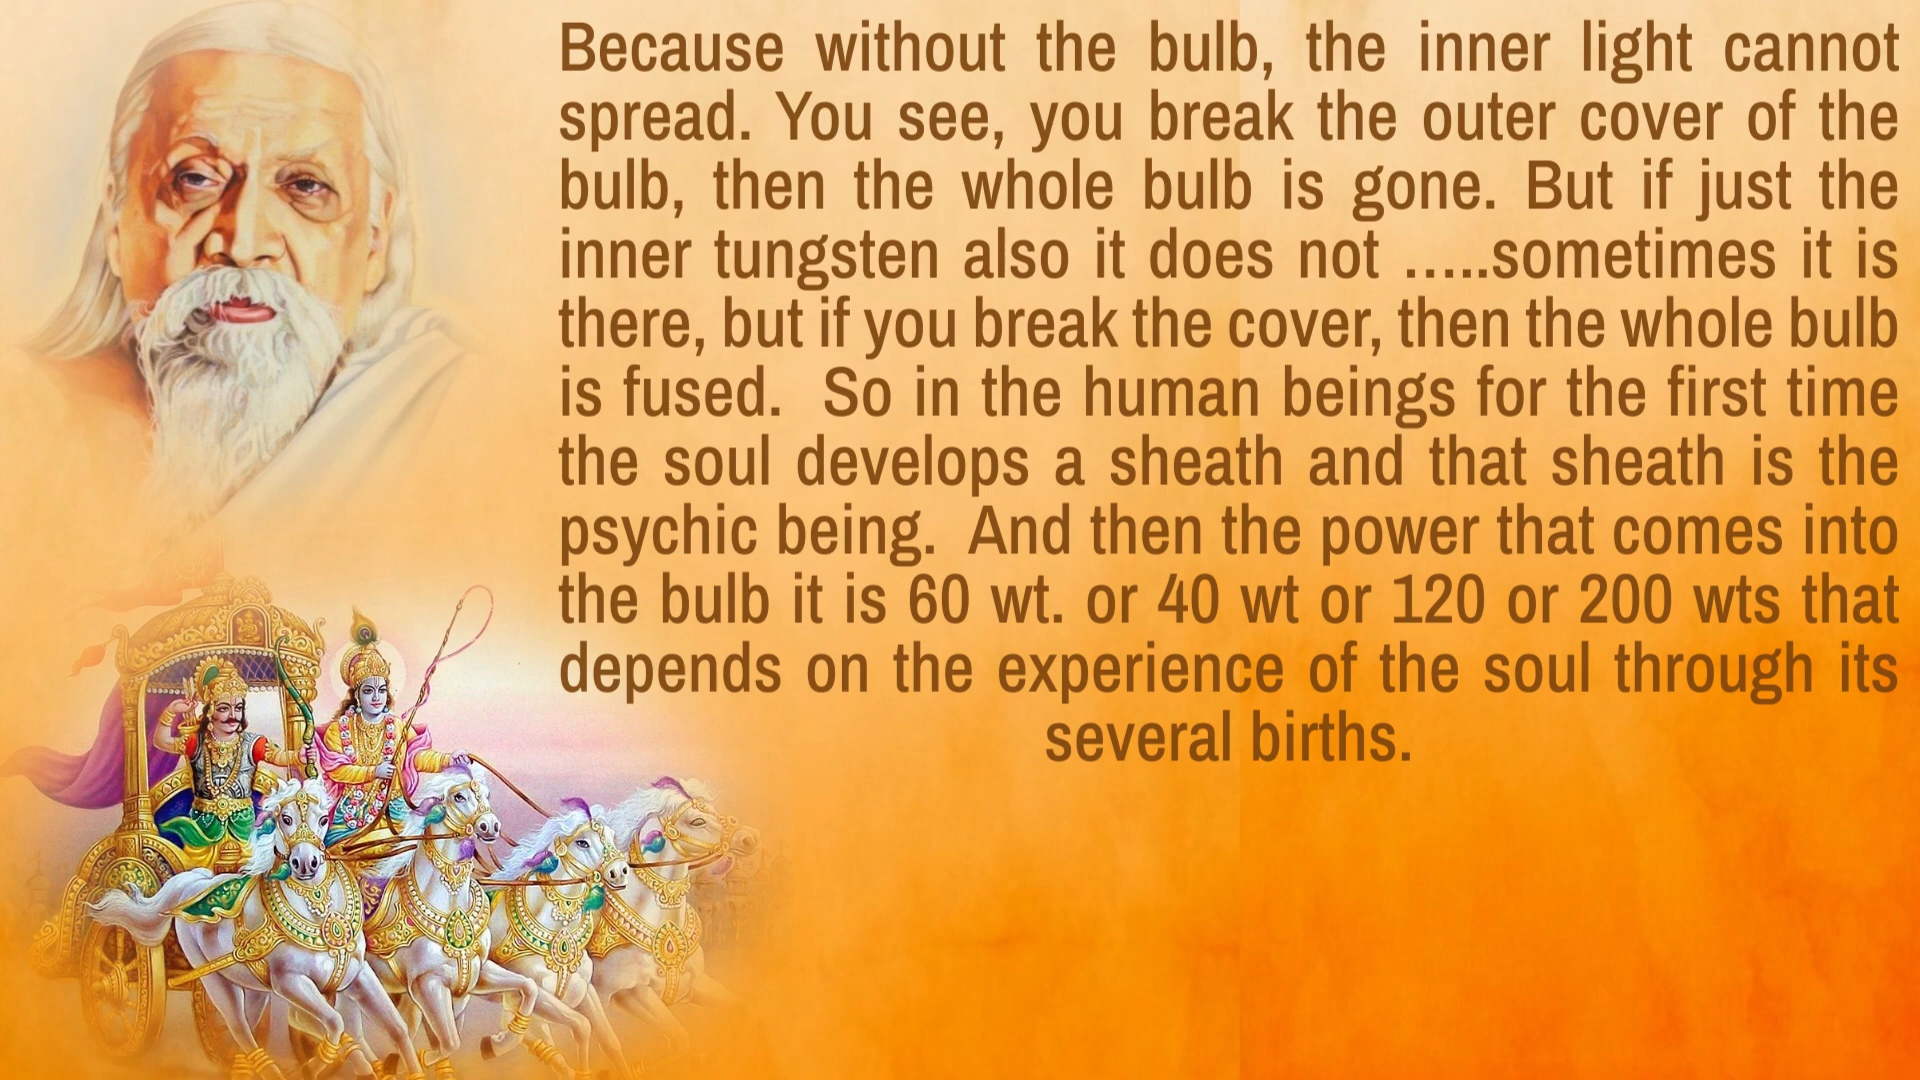 Because without the bulb, the inner light cannot
spread. You see, you break the outer cover of the
bulb, then the whole bulb is gone. But if just the
inner tungsten also it does not …..sometimes it is
there, but if you break the cover, then the whole bulb
is fused.  So in the human beings for the first time
the soul develops a sheath and that sheath is the
psychic being.  And then the power that comes into
the bulb it is 60 wt. or 40 wt or 120 or 200 wts that
depends on the experience of the soul through its
several births.